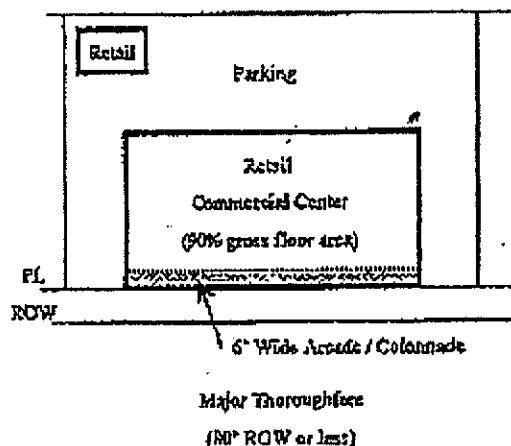 Retail
Parking
Retail
Commercial Center
(90% gross floor area)
PL
ROW
6' Wide Arcade / Colonnade
Major Thoroughfare
(80' ROW or less)